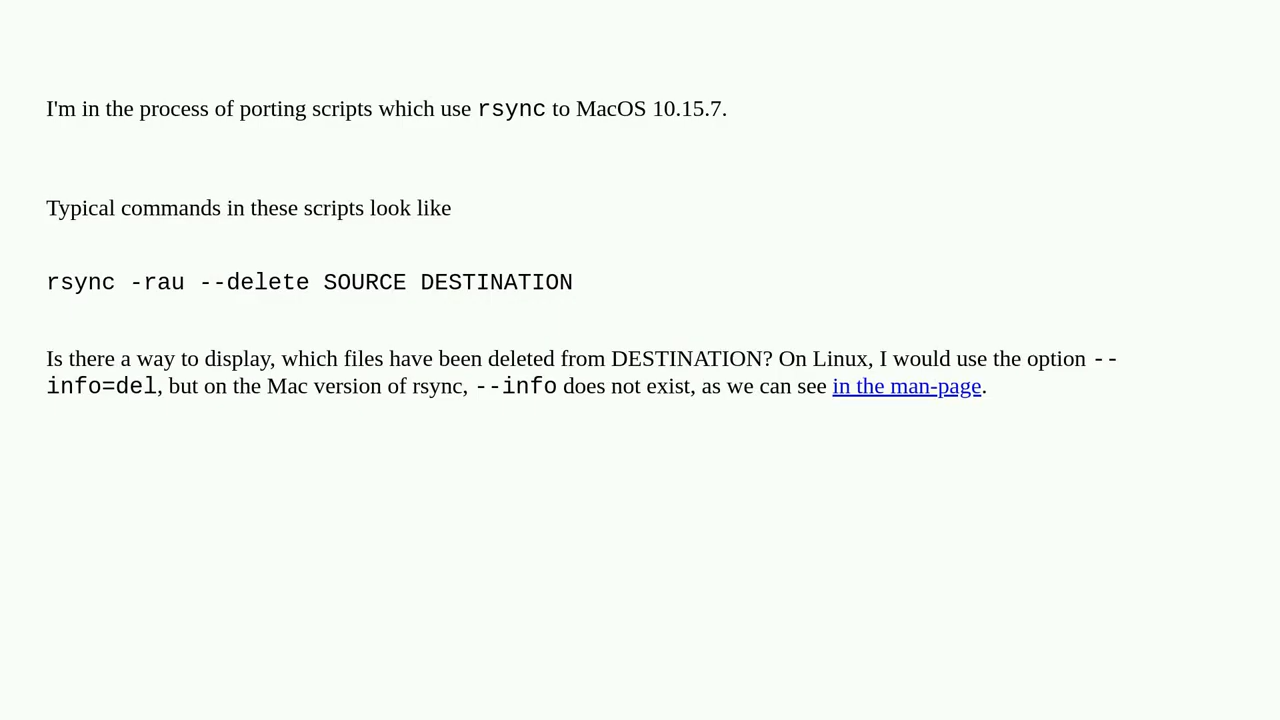 I'm in the process of porting scripts which use rsync to MacOS 10.15.7.
Typical commands in these scripts look like
rsync -rau --delete SOURCE DESTINATION
Is there a way to display, which files have been deleted from DESTINATION? On Linux, I would use the option --
info=del, but on the Mac version of rsync, --info does not exist, as we can see in the man-page.